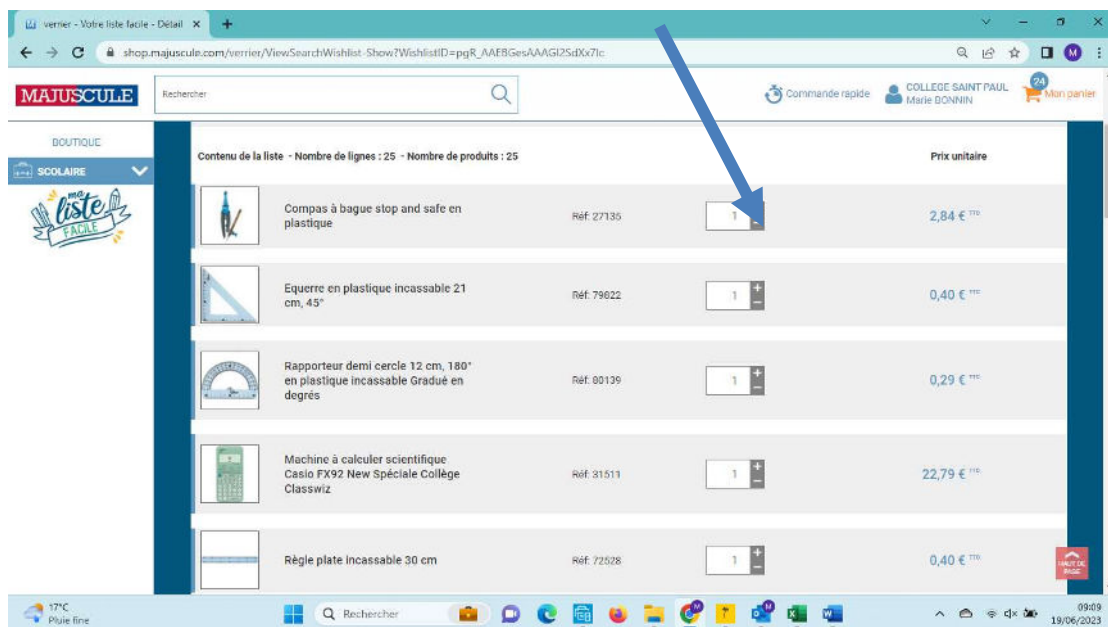 verrier - Votre liste facile - Détail
shop.majuscule.com/verrier/ViewSearchWishlist-Show?WishlistID=
M
MAJUSCULE
Rechercher
Commande rapide
COLLEGE SAINT PAUL
Marie BONNIN
24
Mon panier
BOUTIQUE
SCOLAIRE
ma
liste
FACILE
Contenu de la liste - Nombre de lignes : 25 - Nombre de produits : 25
Prix unitaire
Compas à bague stop and safe en
plastique
Réf: 27135
1
2,84 € TTC
Equerre en plastique incassable 21
cm, 45°
Réf: 79822
1
0,40 € TTC
Rapporteur demi cercle 12 cm, 180°
en plastique incassable Gradué en
degrés
Réf: 80139
1
0,29 € TTC
Machine à calculer scientifique
Casio FX92 New Spéciale Collège
Classwiz
Réf: 31511
1
22,79 € TTC
Règle plate incassable 30 cm
Réf: 72528
1
0,40 € TTC
HAUT DE
PAGE
17°C
Pluie fine
Rechercher
09:09
19/06/2023